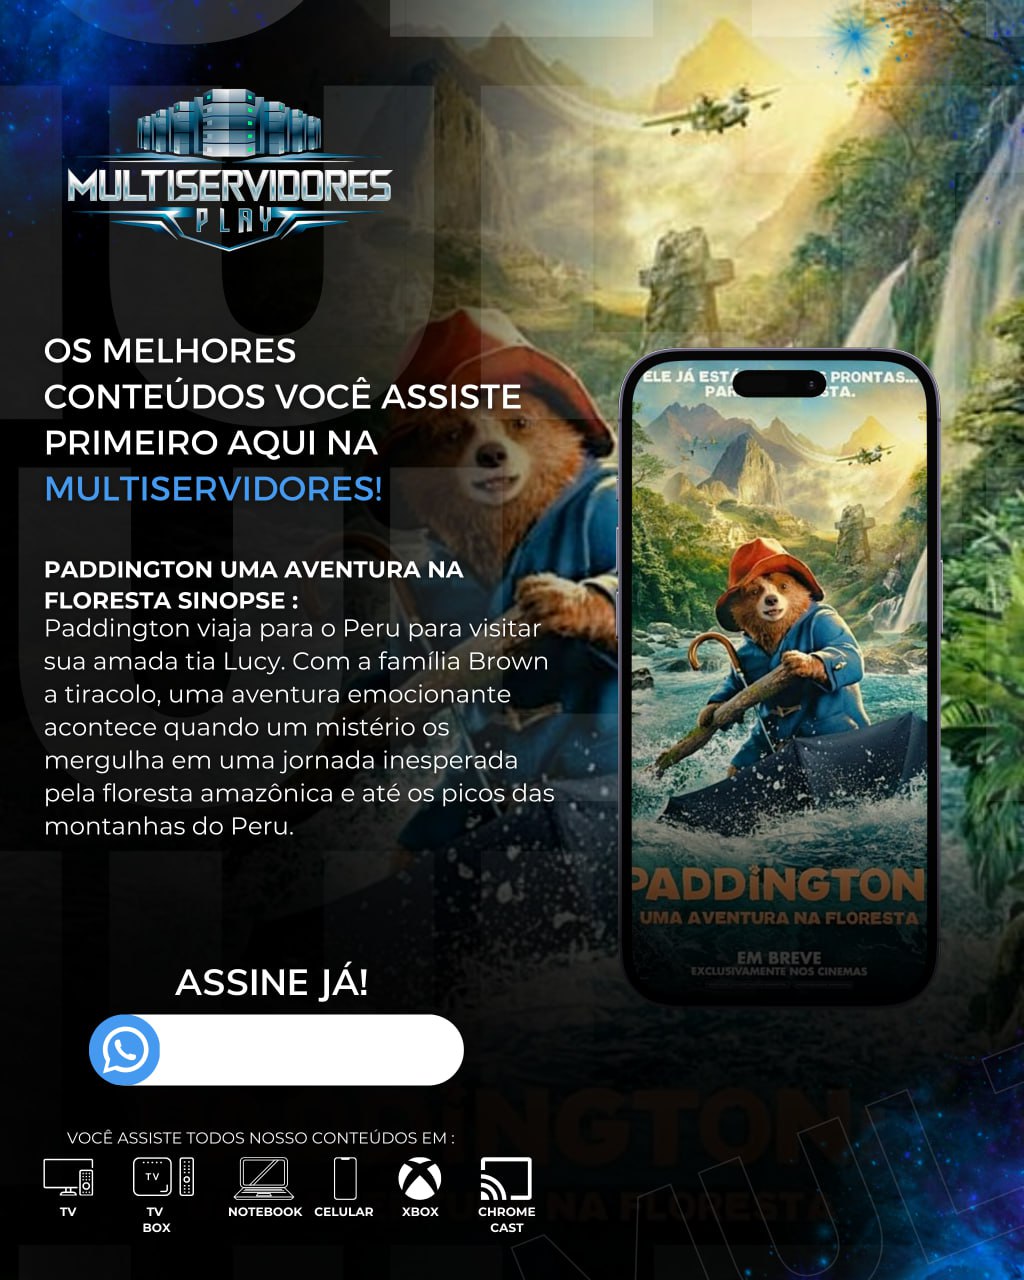 MULTISERVIDORES
PLAY
OS MELHORES
CONTEÚDOS VOCÊ ASSISTE
PRIMEIRO AQUI NA
MULTISERVIDORES!
PADDINGTON UMA AVENTURA NA
FLORESTA SINOPSE :
Paddington viaja para o Peru para visitar
sua amada tia Lucy. Com a família Brown
a tiracolo, uma aventura emocionante
acontece quando um mistério os
mergulha em uma jornada inesperada
pela floresta amazônica e até os picos das
montanhas do Peru.
ELE JÁ PRONTAS...
PADDiNGTON
UMA AVENTURA NA FLORESTA
EM BREVE
EXCLUSIVAMENTE NOS CINEMAS
ASSINE JÁ!
VOCÊ ASSISTE TODOS NOSSO CONTEÚDOS EM :
TV
TV
TV
BOX
NOTEBOOK
CELULAR
XBOX
CHROME
CAST